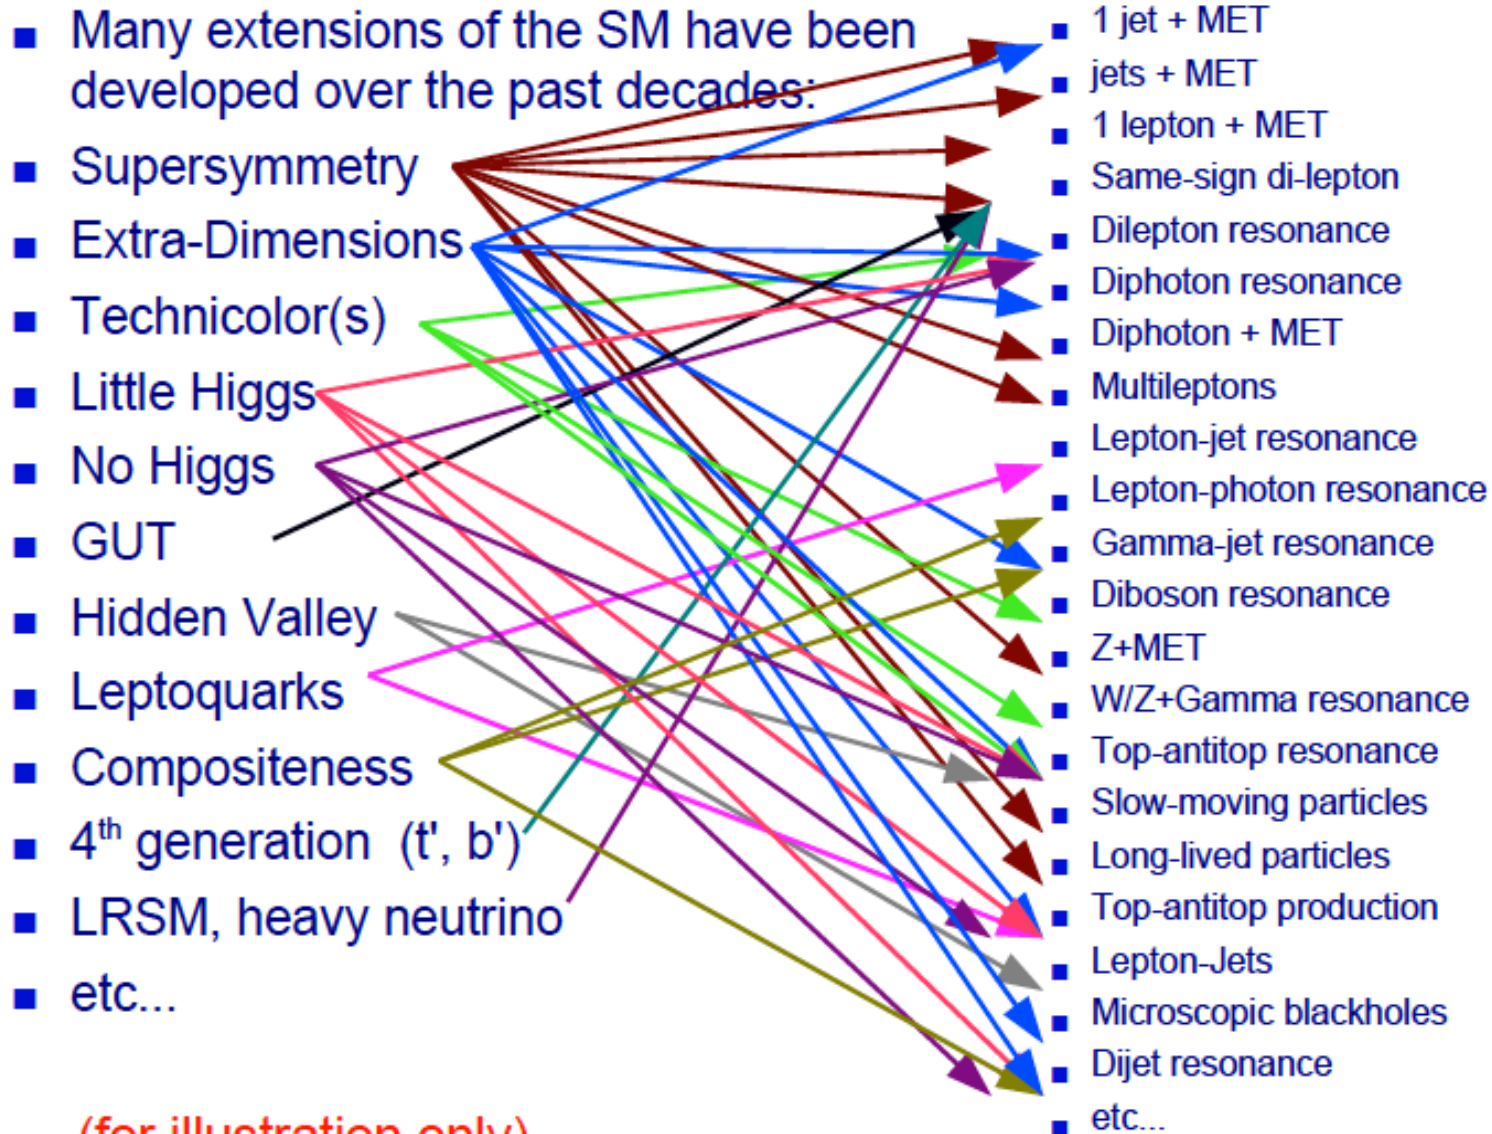 Many extensions of the SM have been
developed over the past decades:
Supersymmetry
Extra-Dimensions
Technicolor(s)
Little Higgs
No Higgs
GUT
Hidden Valley
Leptoquarks
Compositeness
4th generation (t', b')
LRSM, heavy neutrino
etc...
(for illustration only)
1 jet + MET
jets + MET
1 lepton + MET
Same-sign di-lepton
Dilepton resonance
Diphoton resonance
Diphoton + MET
Multileptons
Lepton-jet resonance
Lepton-photon resonance
Gamma-jet resonance
Diboson resonance
Z+MET
W/Z+Gamma resonance
Top-antitop resonance
Slow-moving particles
Long-lived particles
Top-antitop production
Lepton-Jets
Microscopic blackholes
Dijet resonance
etc...